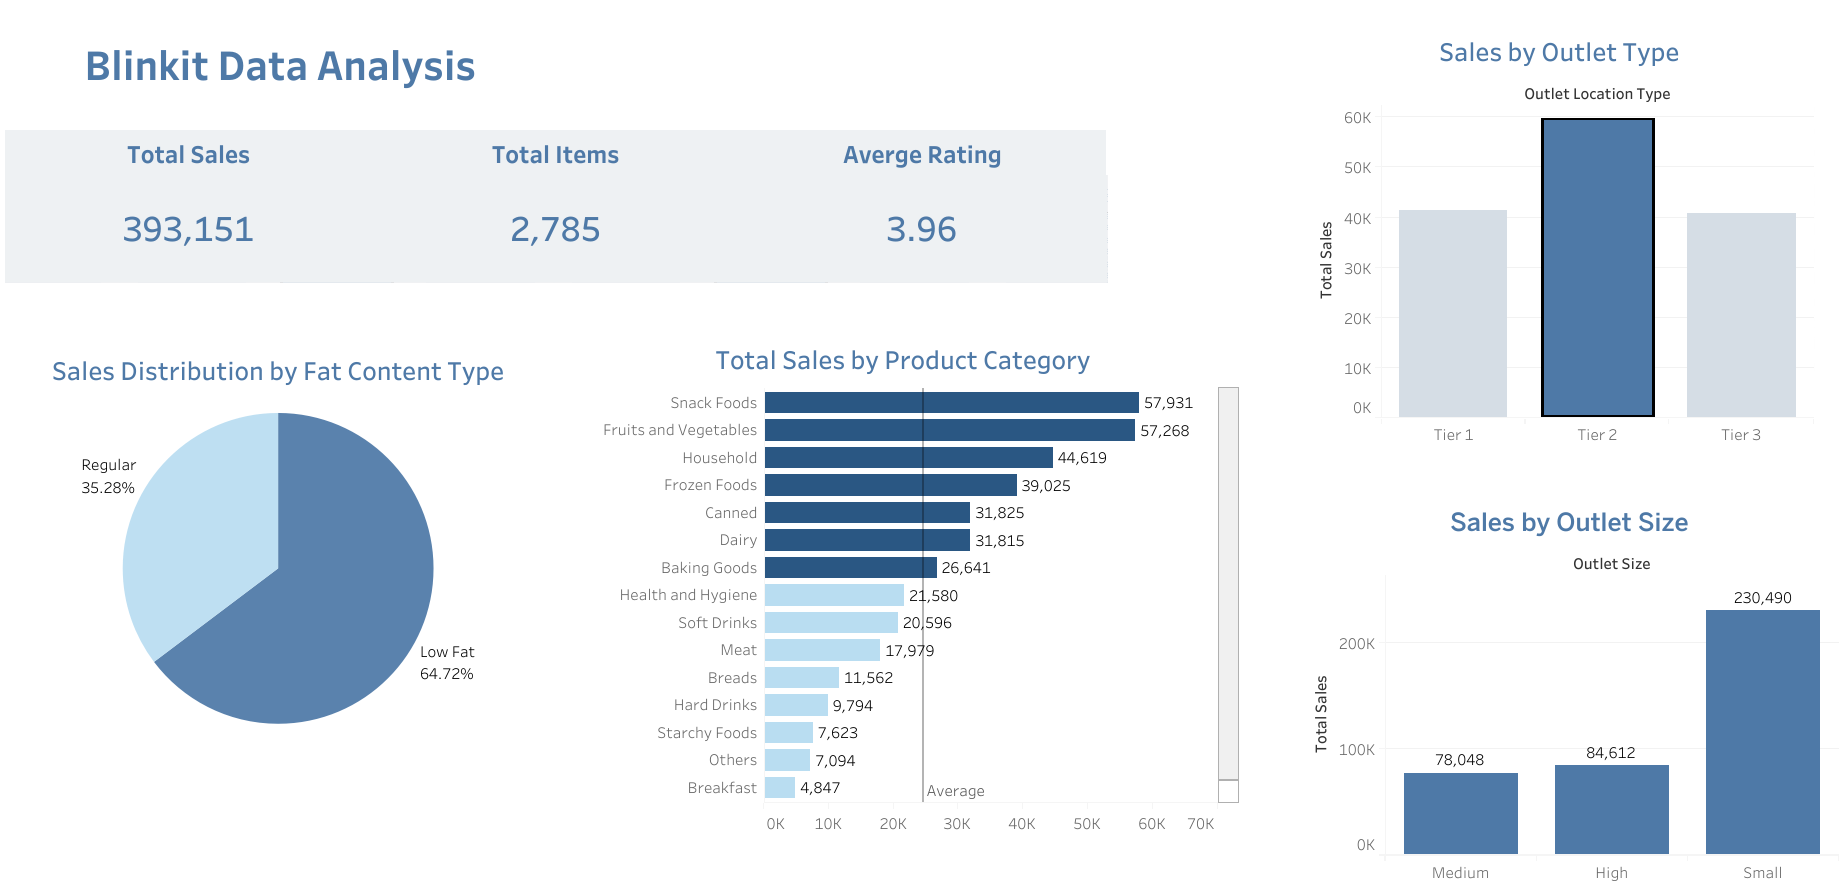 Blinkit Data Analysis
Total Sales
Total Items
Averge Rating
393,151
2,785
3.96
Sales Distribution by Fat Content Type
Regular
35.28%
Low Fat
64.72%
Total Sales by Product Category
Snack Foods 57,931
Fruits and Vegetables 57,268
Household 44,619
Frozen Foods 39,025
Canned 31,825
Dairy 31,815
Baking Goods 26,641
Health and Hygiene 21,580
Soft Drinks 20,596
Meat 17,979
Breads 11,562
Hard Drinks 9,794
Starchy Foods 7,623
Others 7,094
Breakfast 4,847
Average
0K 10K 20K 30K 40K 50K 60K 70K
Sales by Outlet Type
Outlet Location Type
60K
50K
40K
30K
20K
10K
0K
Total Sales
Tier 1 Tier 2 Tier 3
Sales by Outlet Size
Outlet Size
230,490
200K
Total Sales
100K
78,048
84,612
0K
Medium High Small